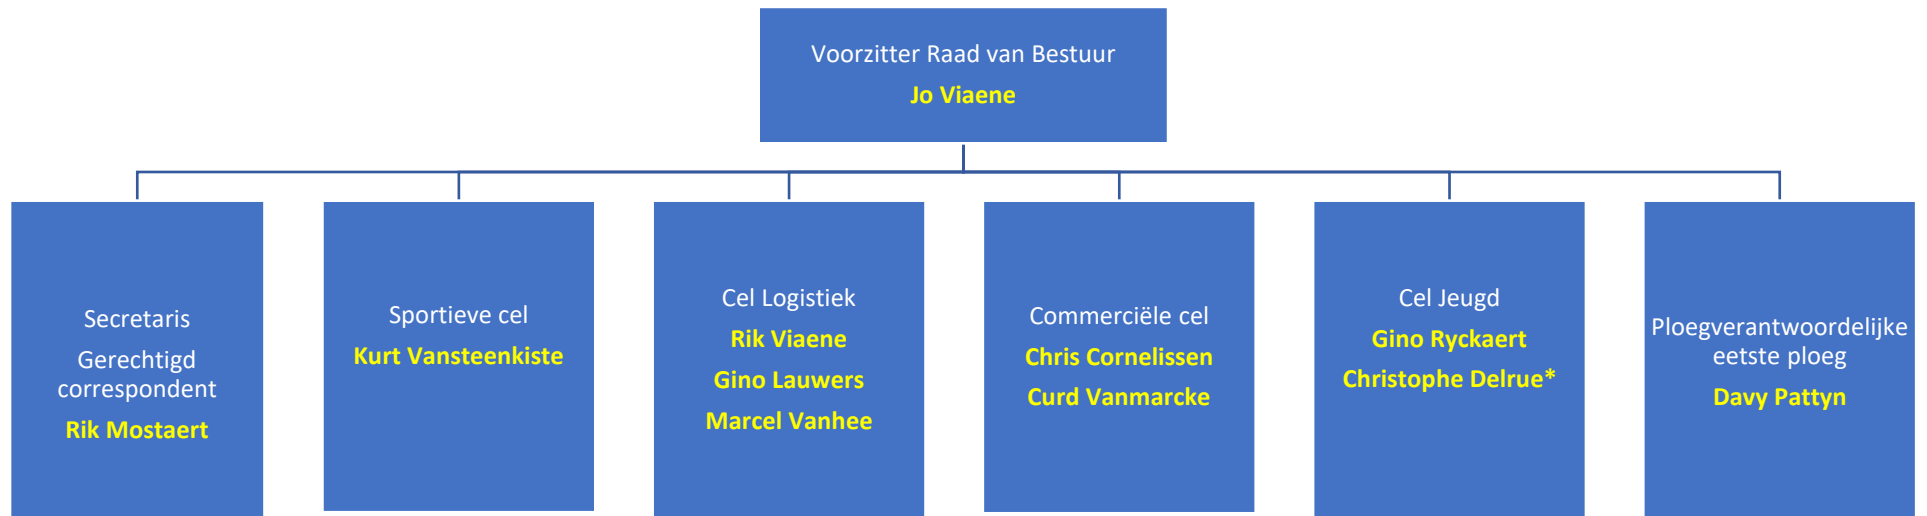 Voorzitter Raad van Bestuur
Jo Viaene
Secretaris
Gerechtigd
correspondent
Rik Mostaert
Sportieve cel
Kurt Vansteenkiste
Cel Logistiek
Rik Viaene
Gino Lauwers
Marcel Vanhee
Commerciële cel
Chris Cornelissen
Curd Vanmarcke
Cel Jeugd
Gino Ryckaert
Christophe Delrue*
Ploegverantwoordelijke
eetste ploeg
Davy Pattyn